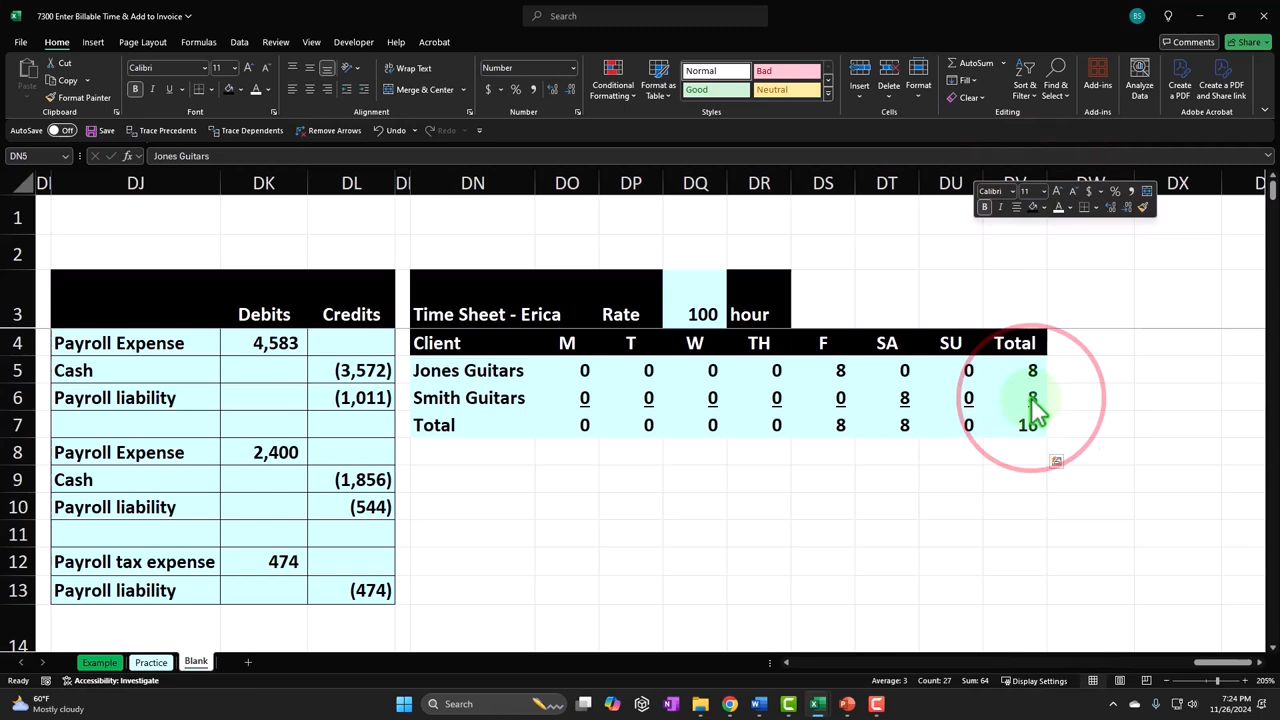 7300 Enter Billable Time & Add to Invoice
Search
BS
File Home Insert Page Layout Formulas Data Review View Developer Help Acrobat
Comments Share
Paste Cut Copy Format Painter Clipboard
Calibri 11 B I U A Font
Wrap Text Merge & Center Alignment
Number $ % Number
Conditional Formatting Format as Table Normal Bad Good Neutral Styles
Insert Delete Format Cells
AutoSum Fill Clear Sort & Filter Find & Select Editing
Add-ins Add-ins
Analyze Data
Create a PDF Create a PDF and Share link Adobe Acrobat
AutoSave Off Save Trace Precedents Trace Dependents Remove Arrows Undo Redo
DN5 fx Jones Guitars
DJ DK DL DN DO DP DQ DR DS DT DU DV DW DX
Calibri 11 $ % B I A
1
2
3 Debits Credits Time Sheet - Erica Rate 100 hour
4 Payroll Expense 4,583 Client M T W TH F SA SU Total
5 Cash (3,572) Jones Guitars 0 0 0 0 8 0 0 8
6 Payroll liability (1,011) Smith Guitars 0 0 0 0 0 8 0 8
7 Total 0 0 0 0 8 8 0 16
8 Payroll Expense 2,400
9 Cash (1,856)
10 Payroll liability (544)
11
12 Payroll tax expense 474
13 Payroll liability (474)
14
Example Practice Blank
Ready Accessibility: Investigate Average: 3 Count: 27 Sum: 64 Display Settings 205%
60°F
Mostly cloudy
Search
7:24 PM
11/26/2024